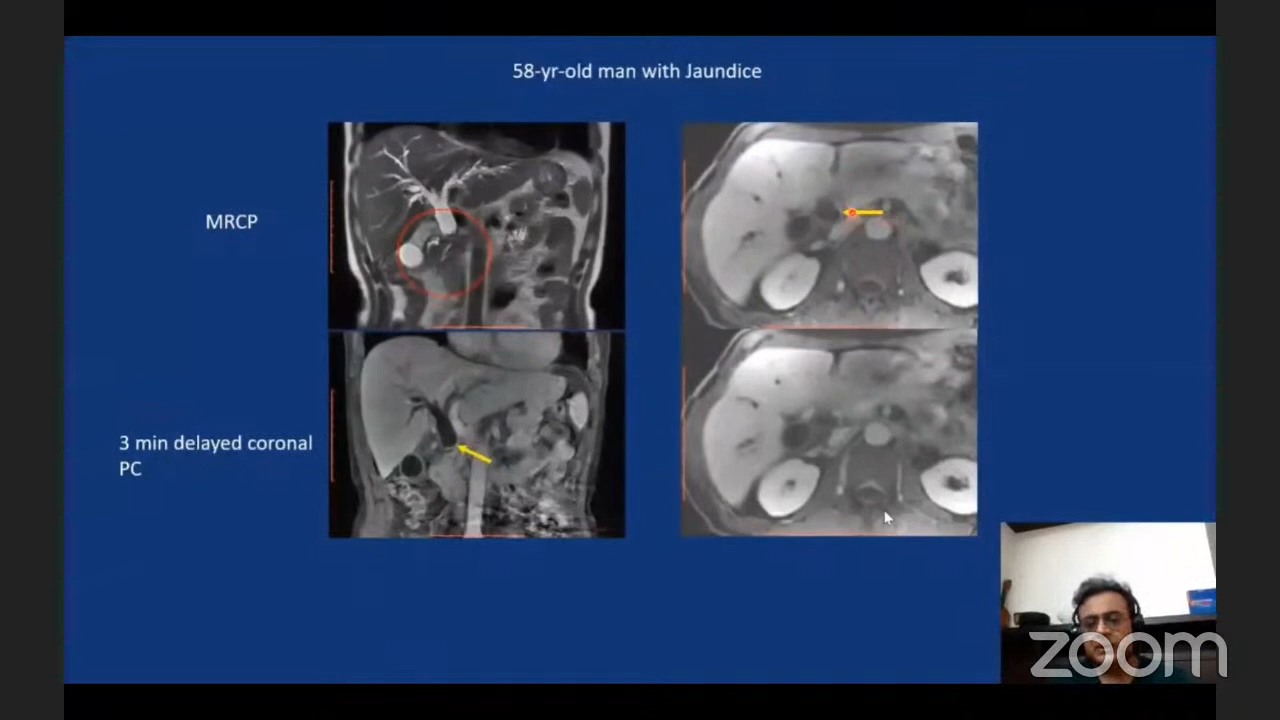 58-yr-old man with Jaundice
MRCP
3 min delayed coronal
PC
zoom